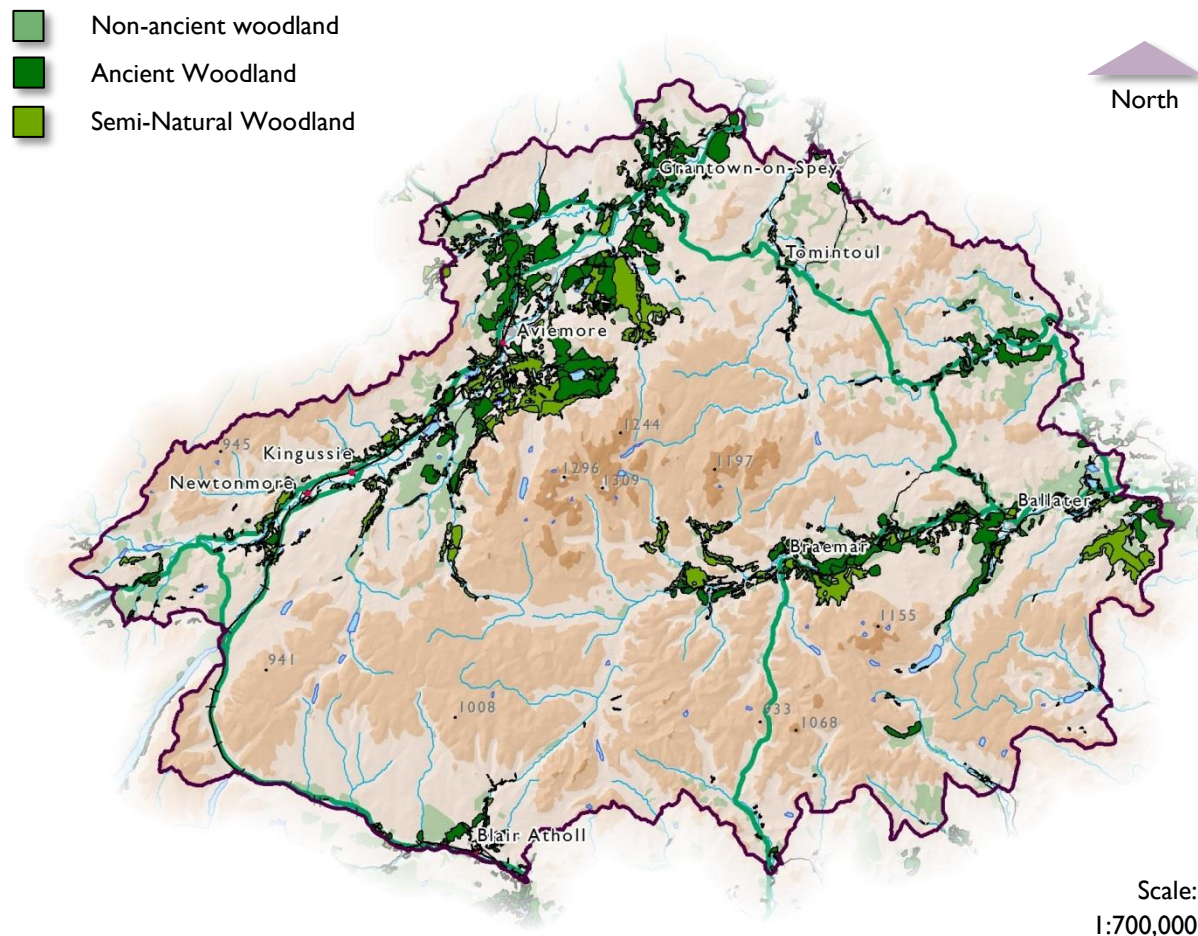 Non-ancient woodland
Ancient Woodland
Semi-Natural Woodland
North
Grantown-on-Spey
Tomintoul
Aviemore
1244
945
Kingussie
1296
1197
1309
Newtonmore
Ballater
Braemar
1155
941
1008
933
1068
Blair Atholl
Scale:
1:700,000